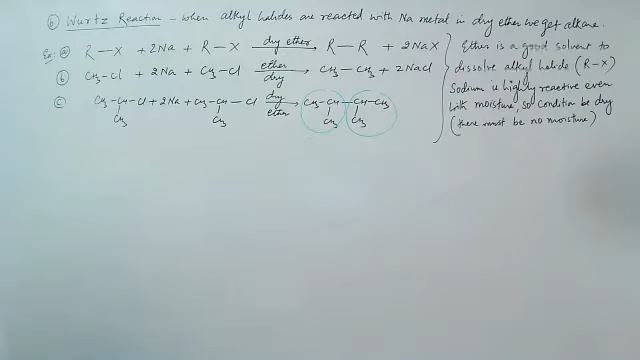 ⑥ Wurtz Reaction - when alkyl halides are reacted with Na metal in dry ether we get alkane.
Ex: ⓐ R — X + 2Na + R — X dry ether → R — R + 2NaX
ⓑ CH₃-Cl + 2Na + CH₃-Cl ether dry → CH₃ — CH₃ + 2NaCl
ⓒ CH₃-CH-Cl + 2Na + CH₃-CH — Cl dry ether → CH₃-CH — CH-CH₃
CH₃ CH₃ CH₃ CH₃
Ether is a good solvent to
dissolve alkyl halide (R-X)
Sodium is highly reactive even
with moisture, so condition be dry
(there must be no moisture)